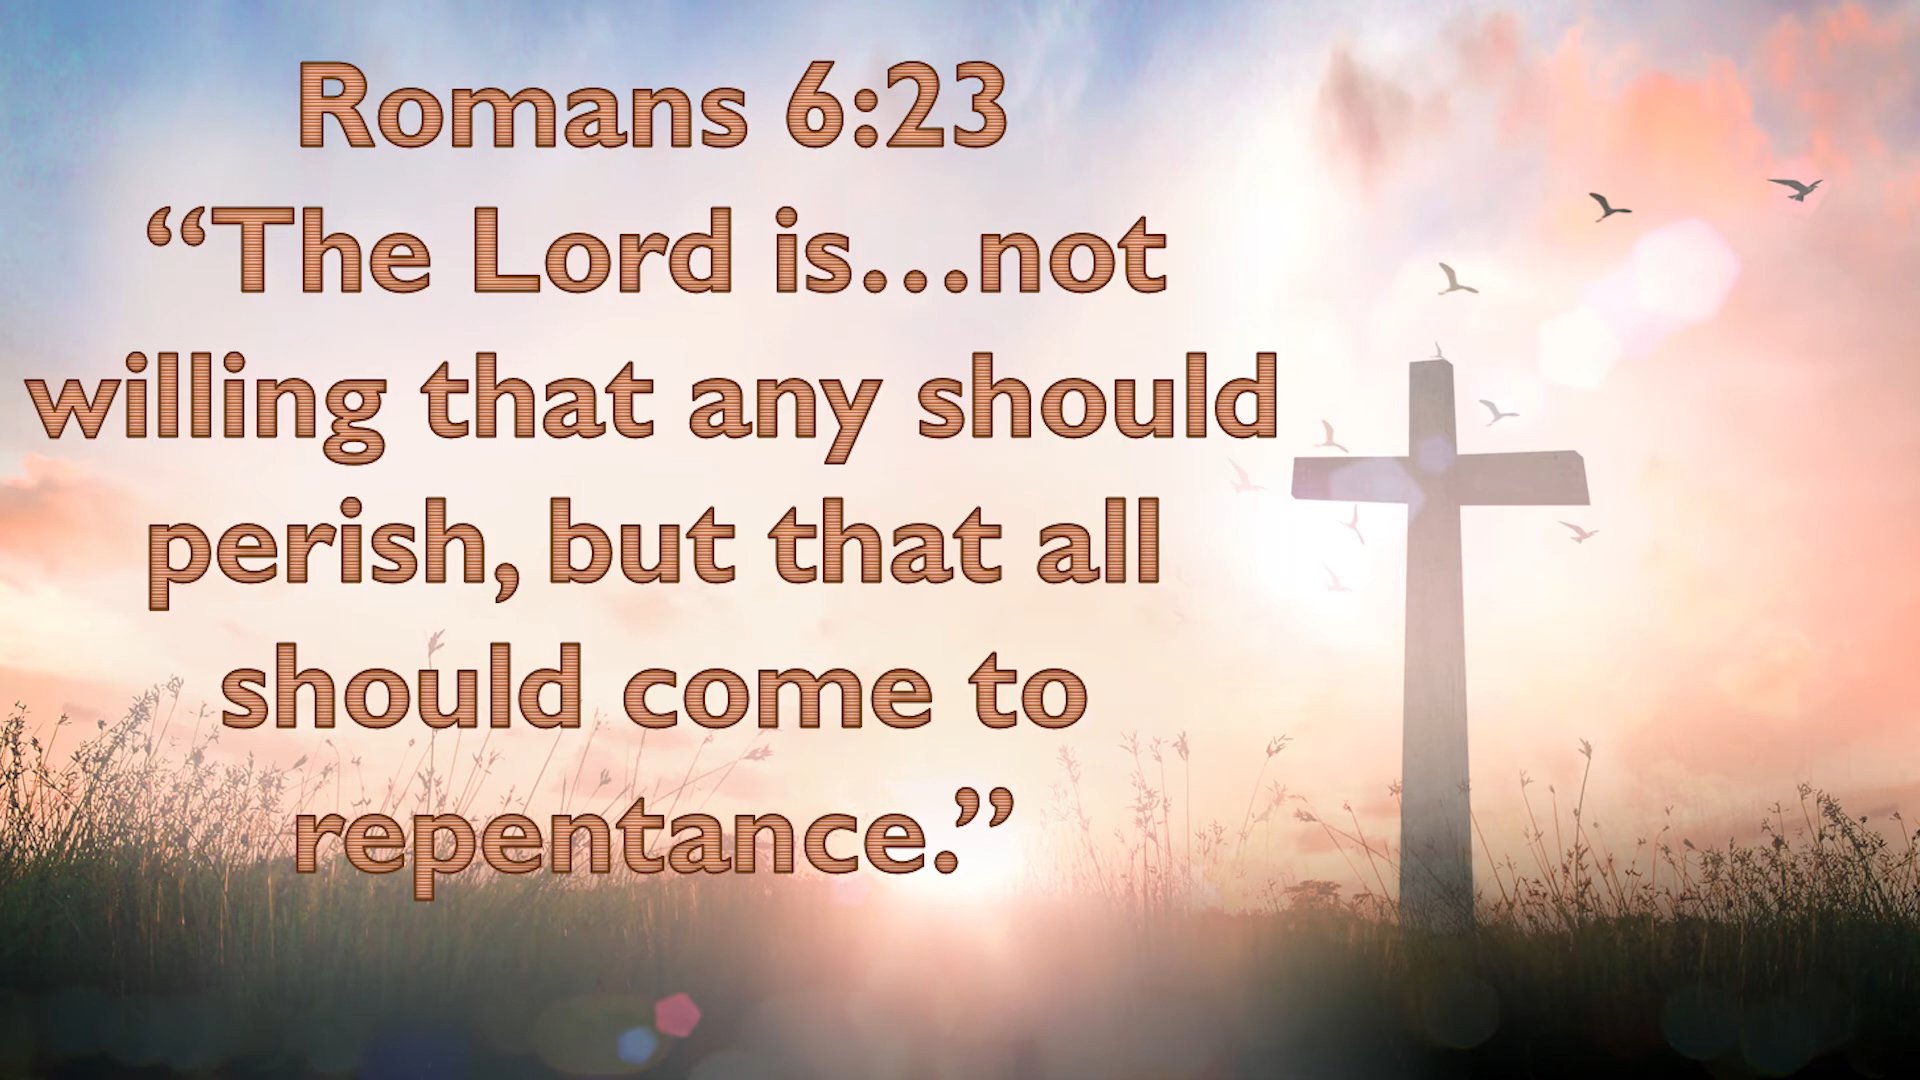 Romans 6:23
“The Lord is…not
willing that any should
perish, but that all
should come to
repentance.”